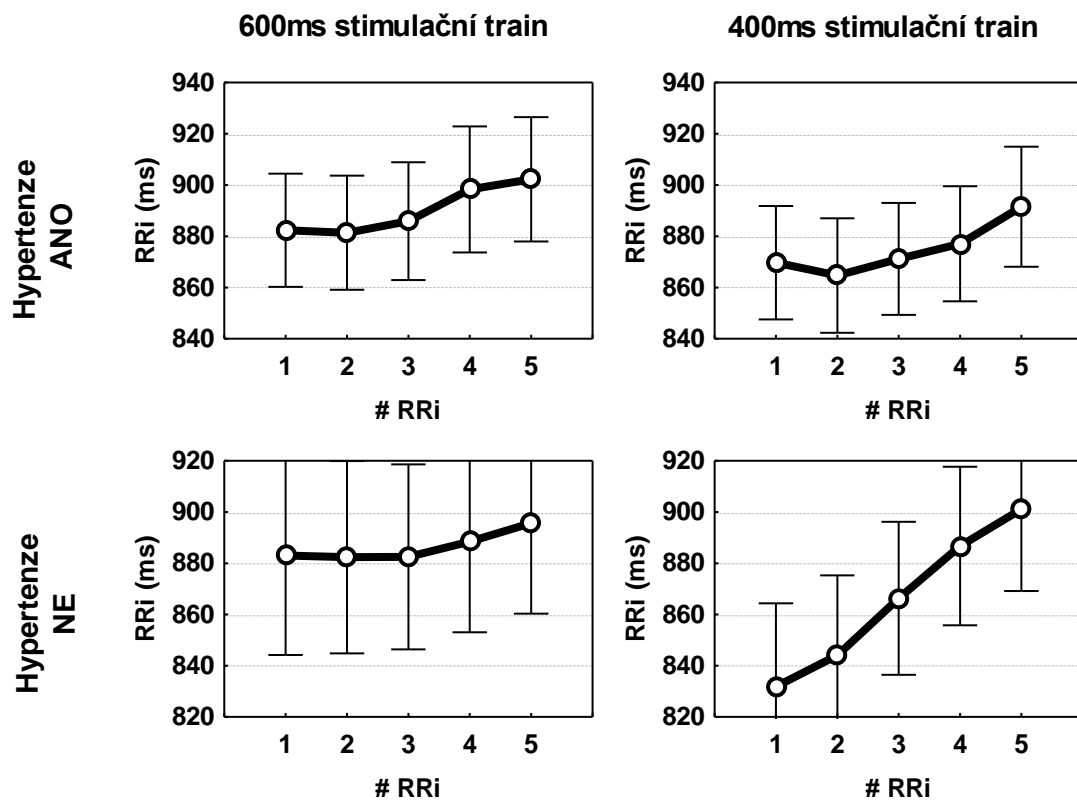 600ms stimulační train
400ms stimulační train
Hypertenze
ANO
RRi (ms)
940
920
900
880
860
840
1 2 3 4 5
# RRi
RRi (ms)
940
920
900
880
860
840
1 2 3 4 5
# RRi
Hypertenze
NE
RRi (ms)
920
900
880
860
840
820
1 2 3 4 5
# RRi
RRi (ms)
920
900
880
860
840
820
1 2 3 4 5
# RRi